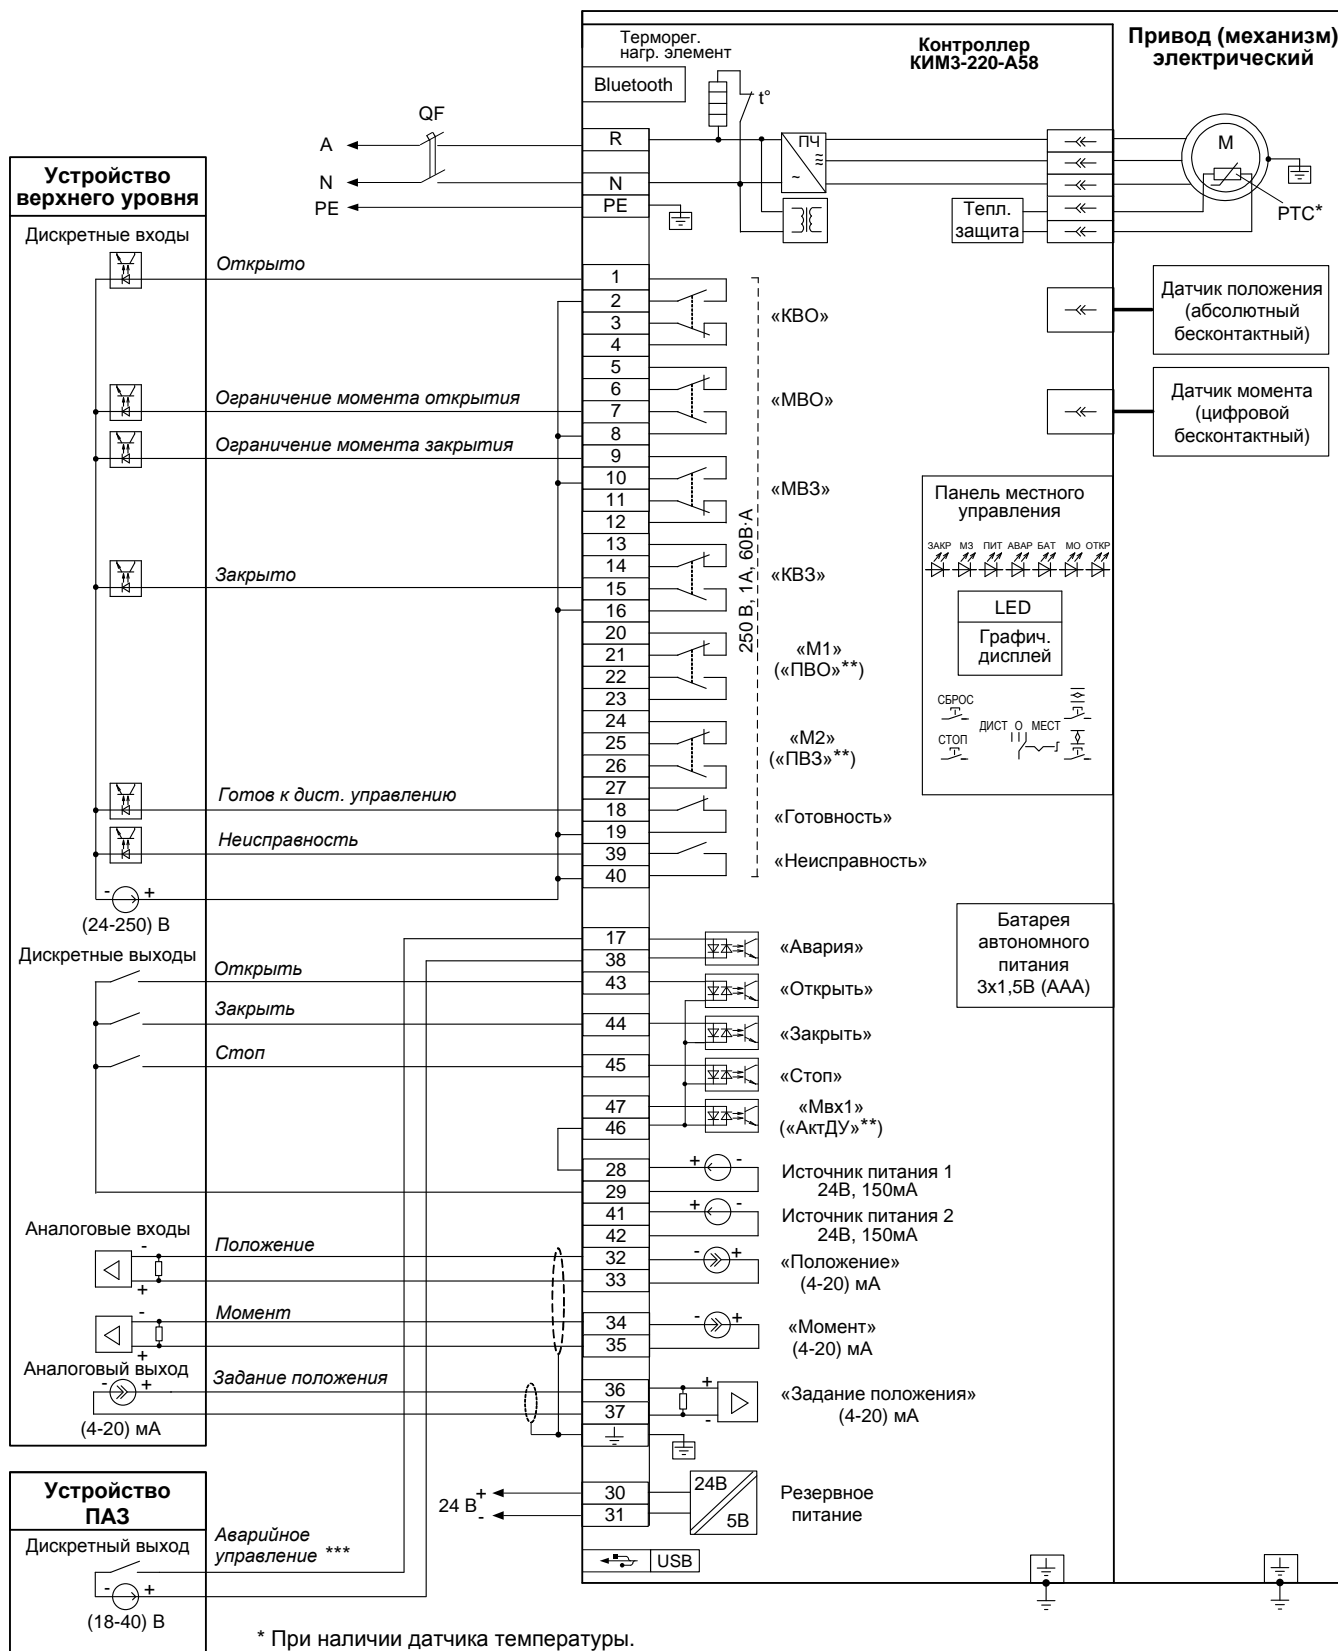 Терморег.
нагр. элемент
Контроллер
КИМ3-220-А58
Привод (механизм)
электрический
Bluetooth
t°
QF
A
R
ПЧ
≈
~
M
N
N
PE
PE
Тепл.
защита
PTC*
Устройство
верхнего уровня
Дискретные входы
Открыто
1
2
3
4
«КВО»
Датчик положения
(абсолютный
бесконтактный)
5
6
Ограничение момента открытия
7
8
«МВО»
Датчик момента
(цифровой
бесконтактный)
Ограничение момента закрытия
9
10
11
12
«МВЗ»
250 В, 1А, 60В·А
Панель местного
управления
ЗАКР МЗ ПИТ АВАР БАТ МО ОТКР
13
14
Закрыто
15
16
«КВЗ»
LED
Графич.
дисплей
20
21
22
23
«М1»
(«ПВО»**)
СБРОС
СТОП
ДИСТ О МЕСТ
24
25
26
27
«М2»
(«ПВЗ»**)
Готов к дист. управлению
18
19
«Готовность»
Неисправность
39
40
«Неисправность»
- +
(24-250) В
Дискретные выходы
17
38
«Авария»
Батарея
автономного
питания
3х1,5В (ААА)
Открыть
43
«Открыть»
Закрыть
44
«Закрыть»
Стоп
45
«Стоп»
47
46
«Мвх1»
(«АктДУ»**)
28
29
+ -
Источник питания 1
24В, 150мА
41
42
+ -
Источник питания 2
24В, 150мА
Аналоговые входы
-
+
Положение
32
33
- +
«Положение»
(4-20) мА
-
+
Момент
34
35
- +
«Момент»
(4-20) мА
Аналоговый выход
- +
(4-20) мА
Задание положения
36
37
+
-
«Задание положения»
(4-20) мА
24 В
+
-
30
31
24В
5В
Резервное
питание
USB
Устройство
ПАЗ
Дискретный выход
- +
(18-40) В
Аварийное
управление ***
* При наличии датчика температуры.